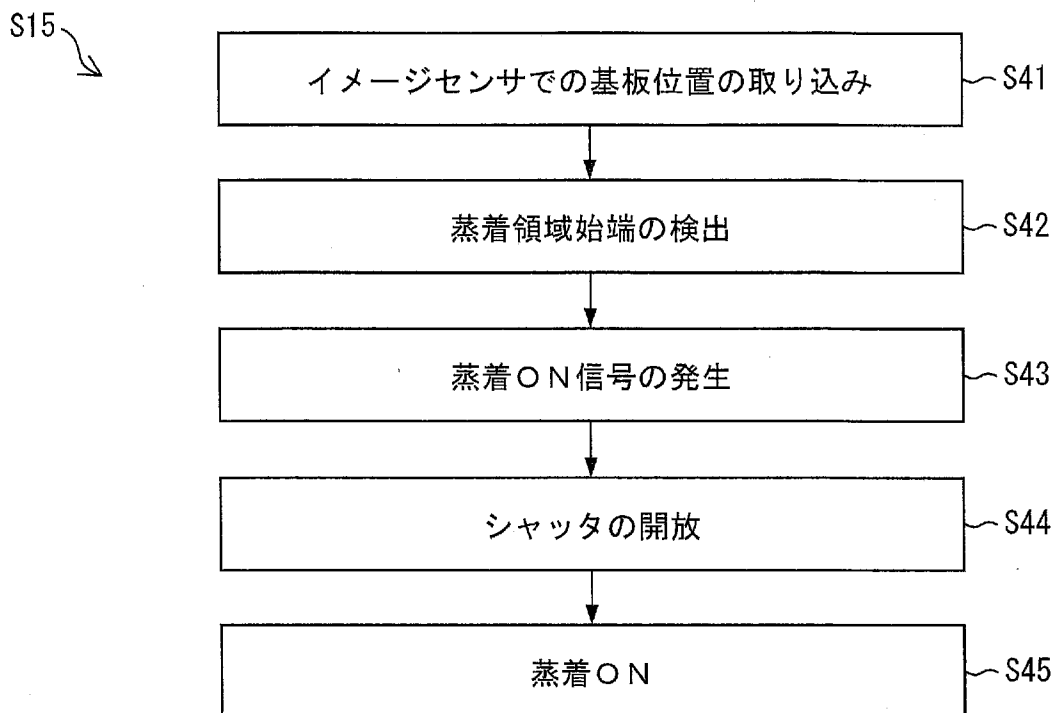 S15
イメージセンサでの基板位置の取り込み
S41
蒸着領域始端の検出
S42
蒸着ON信号の発生
S43
シャッタの開放
S44
蒸着ON
S45